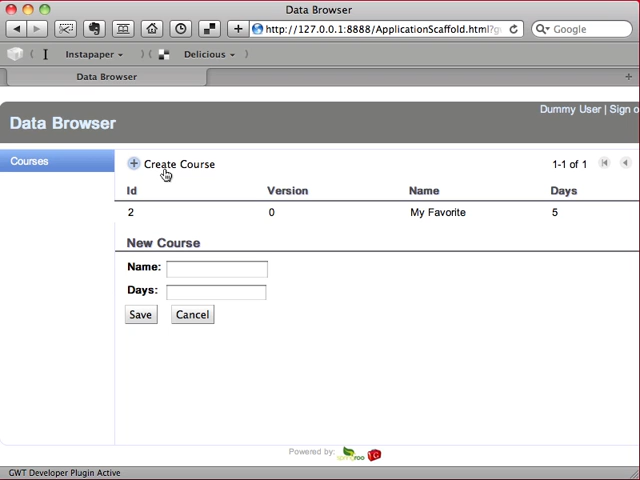 Data Browser
http://127.0.0.1:8888/ApplicationScaffold.html?g
Google
Instapaper
Delicious
Data Browser
Dummy User | Sign o
Data Browser
Courses
Create Course
1-1 of 1
Id Version Name Days
2 0 My Favorite 5
New Course
Name:
Days:
Save Cancel
Powered by:
GWT Developer Plugin Active